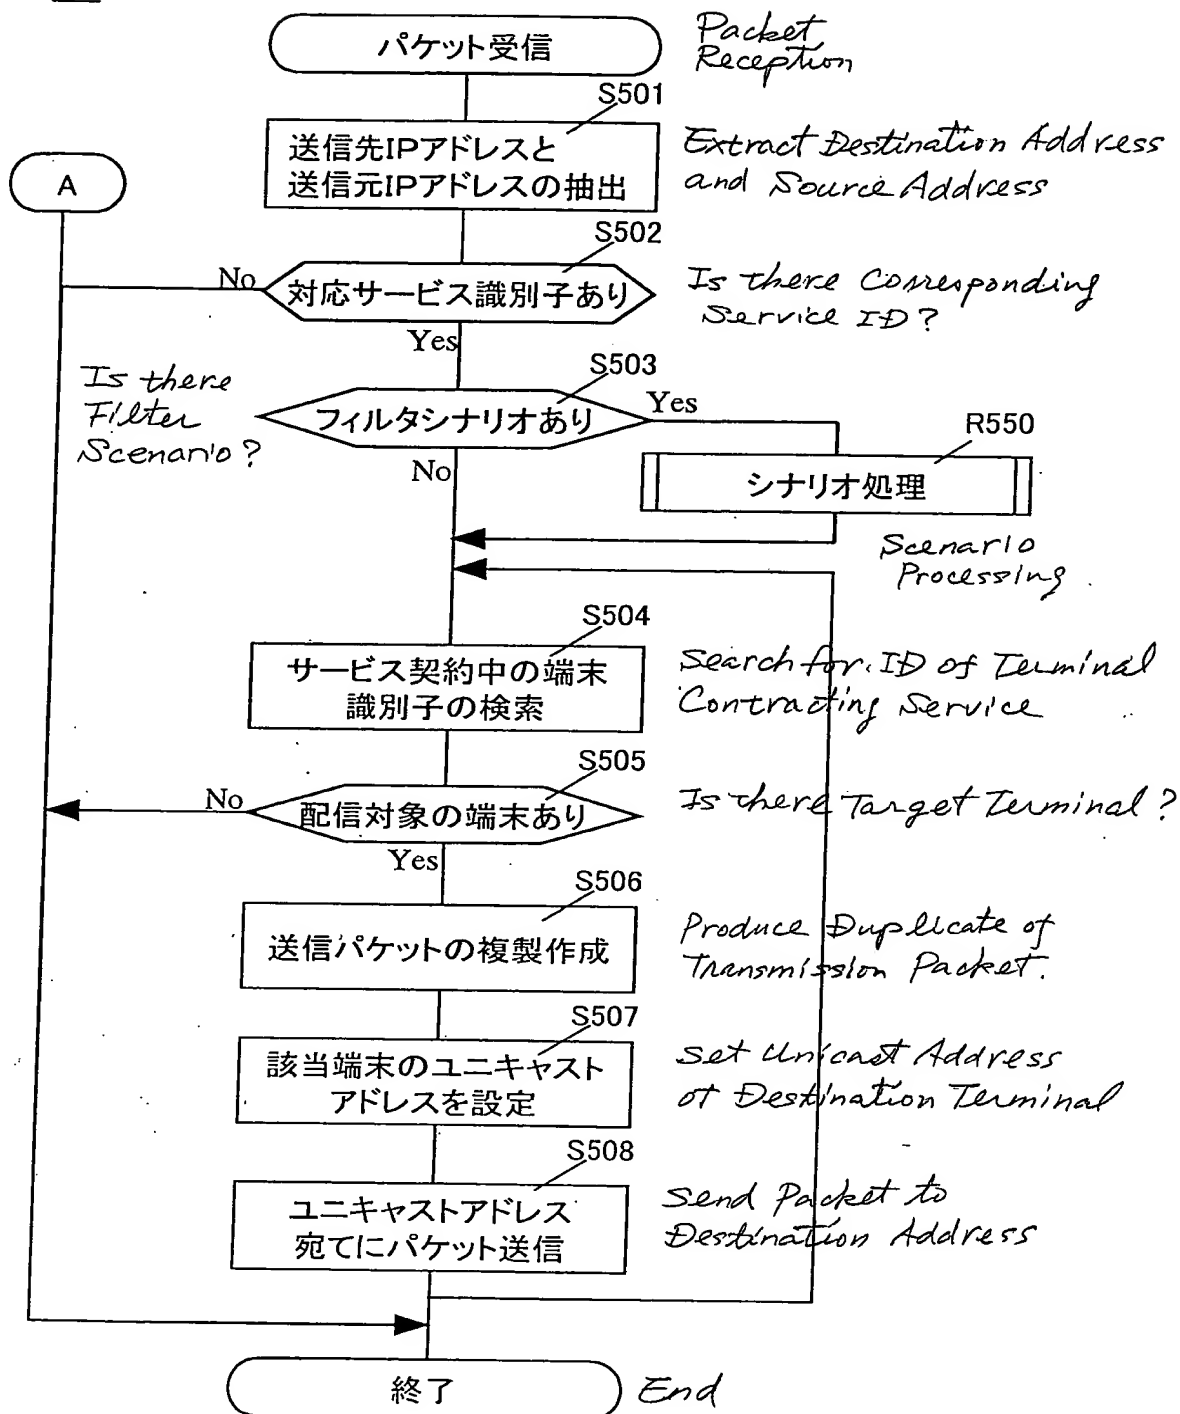 パケット受信
Packet
Reception
S501
送信先IPアドレスと
送信元IPアドレスの抽出
Extract Destination Address
and Source Address
A
S502
No
対応サービス識別子あり
Is there Corresponding
Service ID?
Yes
S503
Is there
Filter
Scenario?
フィルタシナリオあり
Yes
No
R550
シナリオ処理
Scenario
Processing
S504
サービス契約中の端末
識別子の検索
Search for ID of Terminal
Contracting Service
S505
No
配信対象の端末あり
Is there Target Terminal?
Yes
S506
送信パケットの複製作成
Produce Duplicate of
Transmission Packet.
S507
該当端末のユニキャスト
アドレスを設定
Set Unicast Address
of Destination Terminal
S508
ユニキャストアドレス
宛てにパケット送信
Send Packet to
Destination Address
終了
End